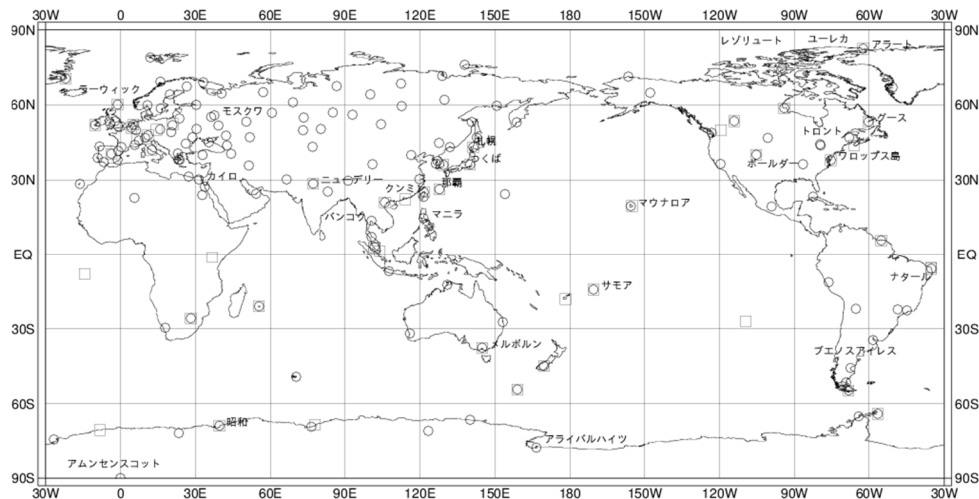 30W 0 30E 60E 90E 120E 150E 180 150W 120W 90W 60W 30W
90N 90N
レゾリュート ユーレカ アラート
ラーウィック
60N 60N
モスクワ グース
札幌 トロント
つくば ボールダー ワロップス島
30N カイロ ニューデリー 那覇 30N
クンミン
バンコク マニラ マウナロア
EQ EQ
ナタール
サモア
30S 30S
メルボルン ブエノスアイレス
60S 60S
昭和
アライバルハイツ
アムンゼンスコット
90S 90S
30W 0 30E 60E 90E 120E 150E 180 150W 120W 90W 60W 30W